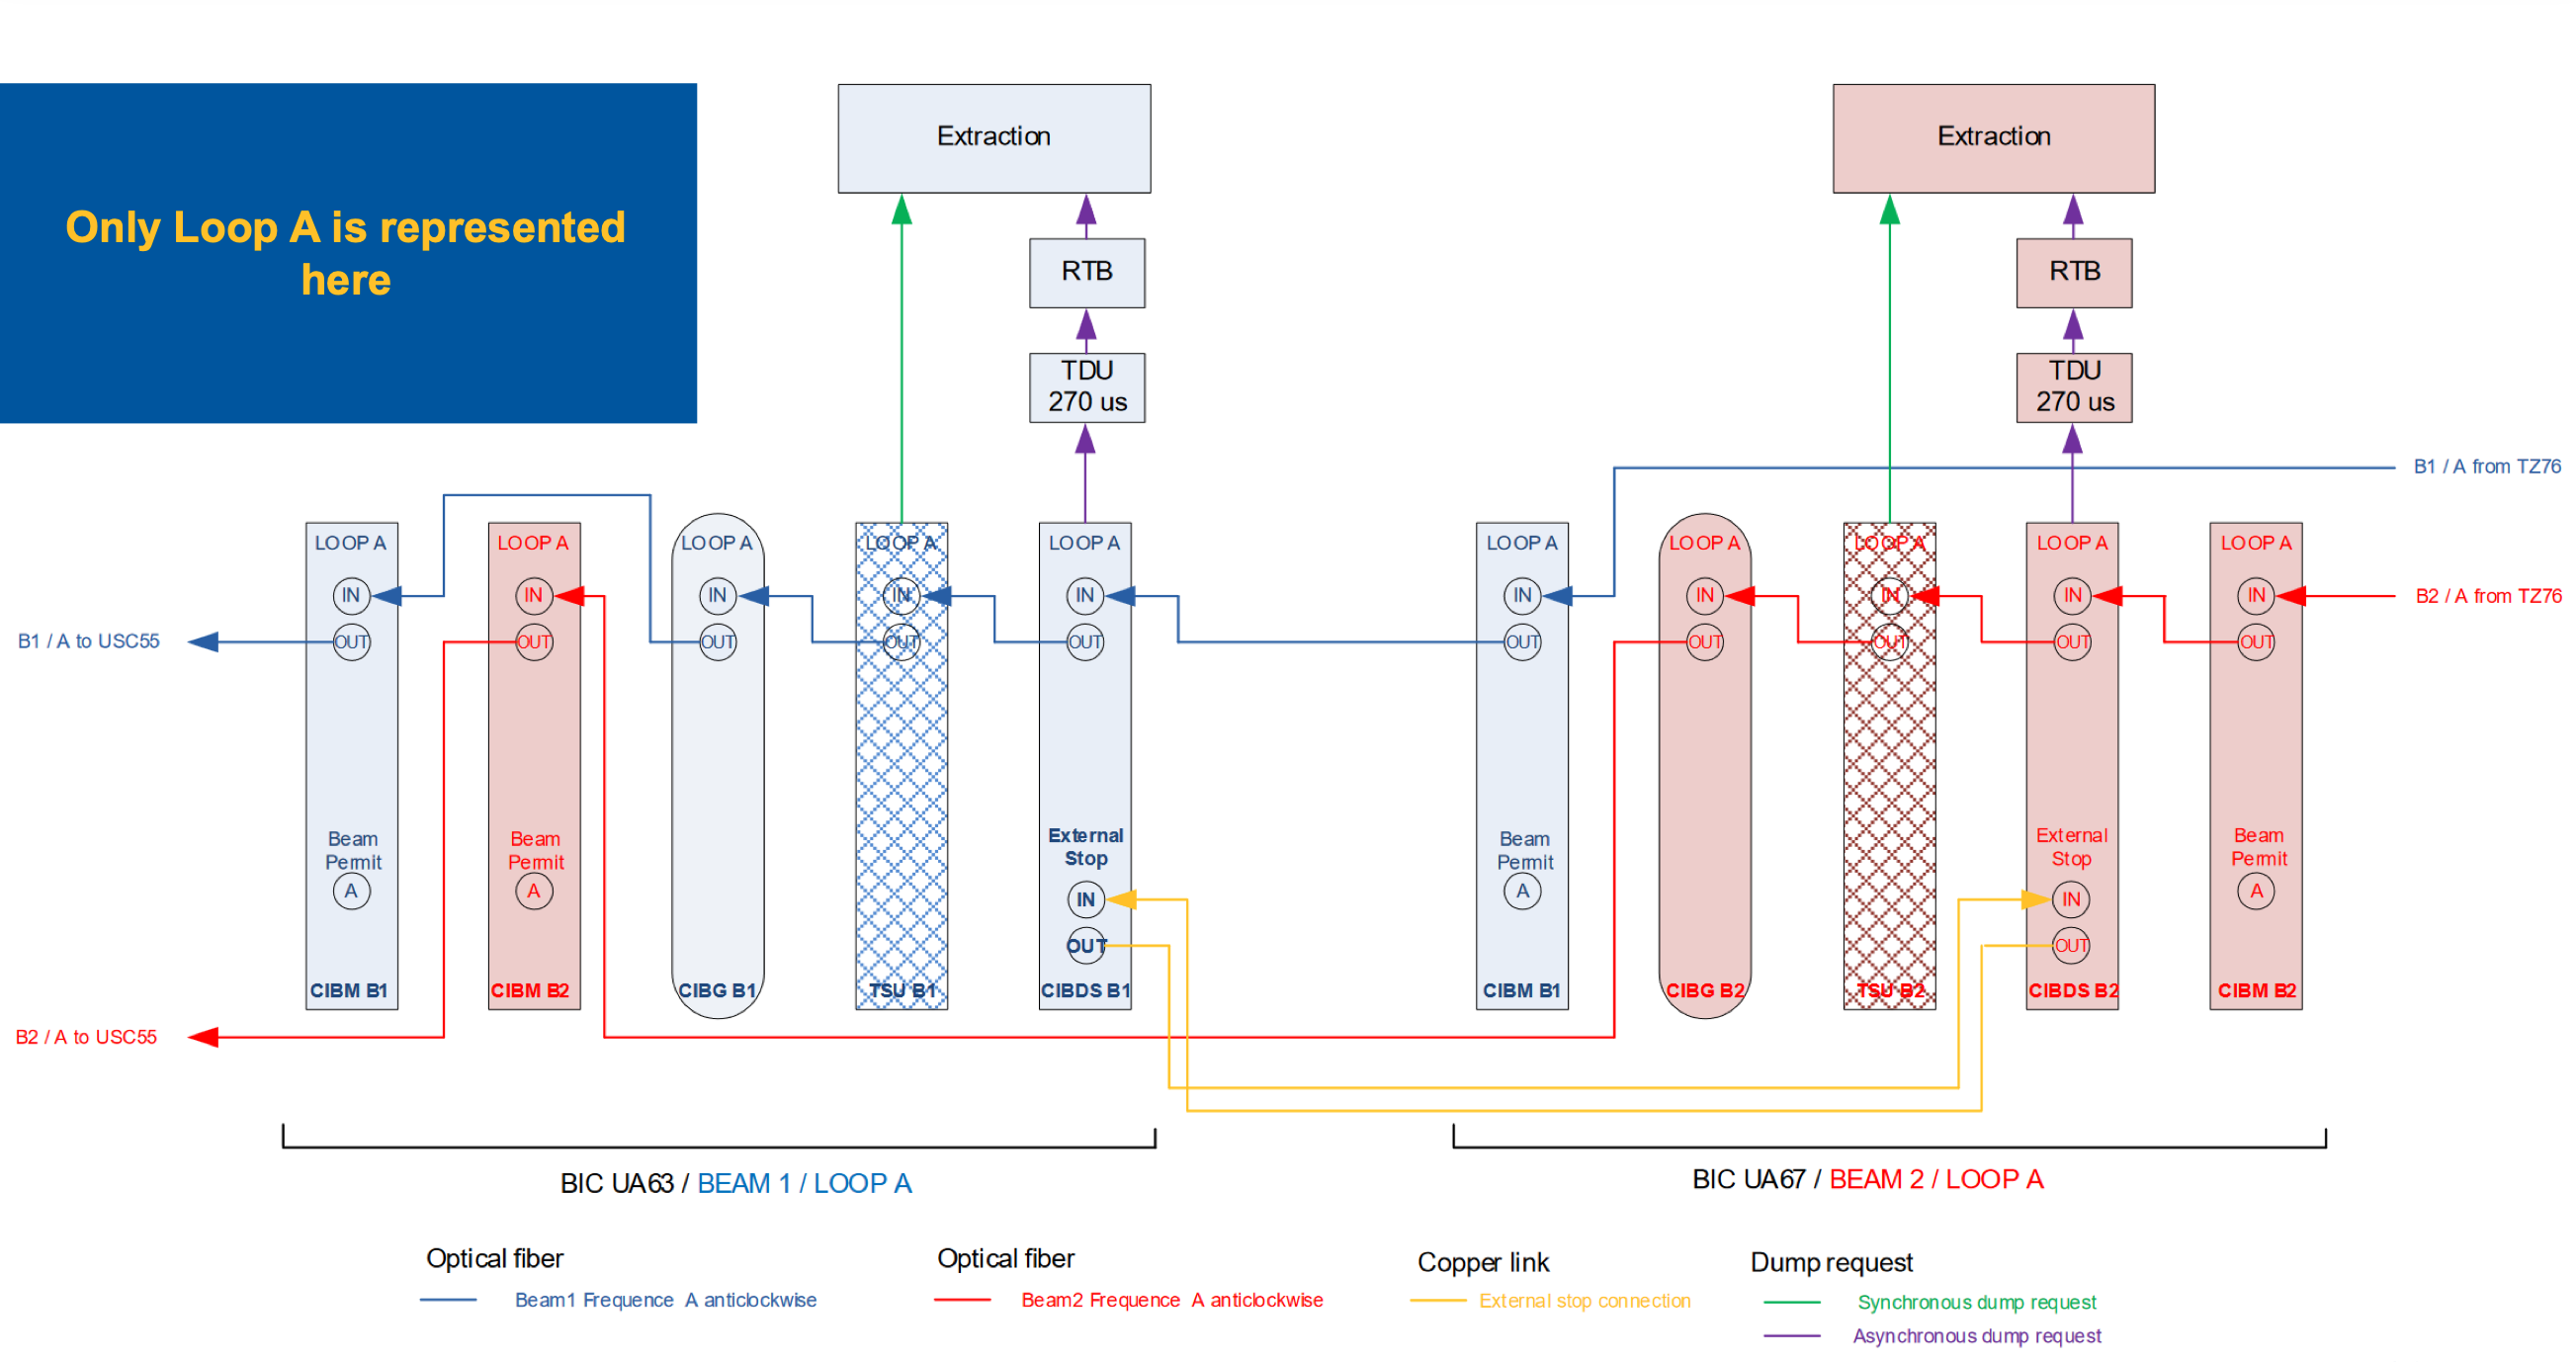 Only Loop A is represented
here
Extraction
Extraction
RTB
RTB
TDU
270 us
TDU
270 us
B1 / A from TZ76
LOOP A
LOOP A
LOOP A
LOOP A
LOOP A
LOOP A
LOOP A
LOOP A
LOOP A
LOOP A
IN
IN
IN
IN
IN
IN
IN
IN
IN
IN
B2 / A from TZ76
B1 / A to USC55
OUT
OUT
OUT
OUT
OUT
OUT
OUT
OUT
OUT
OUT
Beam
Permit
A
Beam
Permit
A
External
Stop
IN
OUT
Beam
Permit
A
External
Stop
IN
OUT
Beam
Permit
A
CIBM B1
CIBM B2
CIBG B1
TSU B1
CIBDS B1
CIBM B1
CIBG B2
TSU B2
CIBDS B2
CIBM B2
B2 / A to USC55
BIC UA63 / BEAM 1 / LOOP A
BIC UA67 / BEAM 2 / LOOP A
Optical fiber
Beam1 Frequence A anticlockwise
Optical fiber
Beam2 Frequence A anticlockwise
Copper link
External stop connection
Dump request
Synchronous dump request
Asynchronous dump request